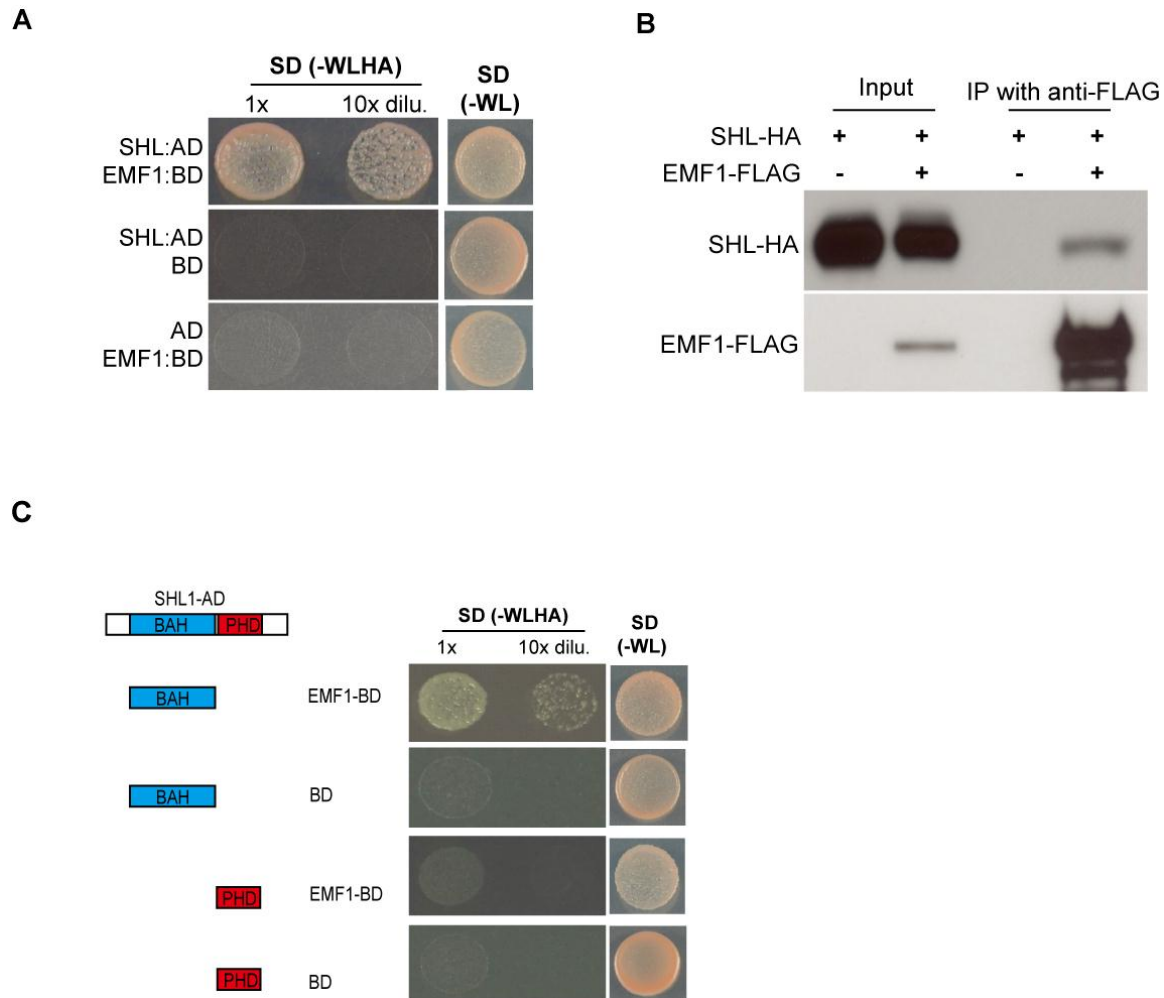 A
SD (-WLHA)
SD
(-WL)
1x 10x dilu.
SHL:AD
EMF1:BD
SHL:AD
BD
AD
EMF1:BD
B
Input IP with anti-FLAG
SHL-HA + + + +
EMF1-FLAG - + - +
SHL-HA
EMF1-FLAG
C
SHL1-AD
BAH PHD
SD (-WLHA)
SD
(-WL)
1x 10x dilu.
BAH EMF1-BD
BAH BD
PHD EMF1-BD
PHD BD